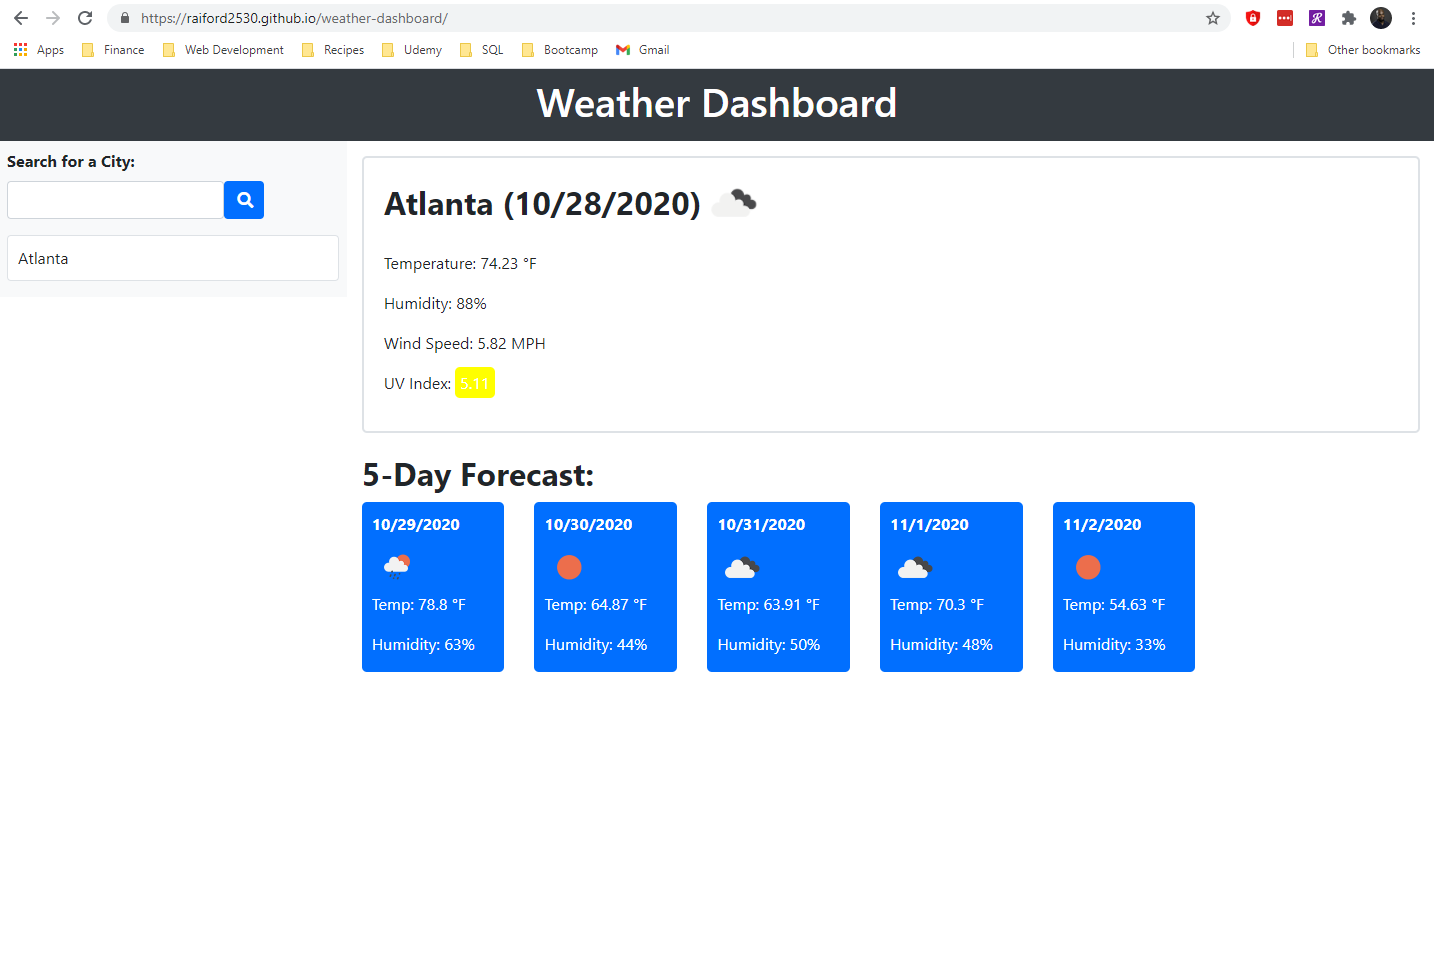 https://raiford2530.github.io/weather-dashboard/
Apps Finance Web Development Recipes Udemy SQL Bootcamp Gmail Other bookmarks
Weather Dashboard
Search for a City:
Atlanta
Atlanta (10/28/2020)
Temperature: 74.23 °F
Humidity: 88%
Wind Speed: 5.82 MPH
UV Index: 5.11
5-Day Forecast:
10/29/2020
Temp: 78.8 °F
Humidity: 63%
10/30/2020
Temp: 64.87 °F
Humidity: 44%
10/31/2020
Temp: 63.91 °F
Humidity: 50%
11/1/2020
Temp: 70.3 °F
Humidity: 48%
11/2/2020
Temp: 54.63 °F
Humidity: 33%